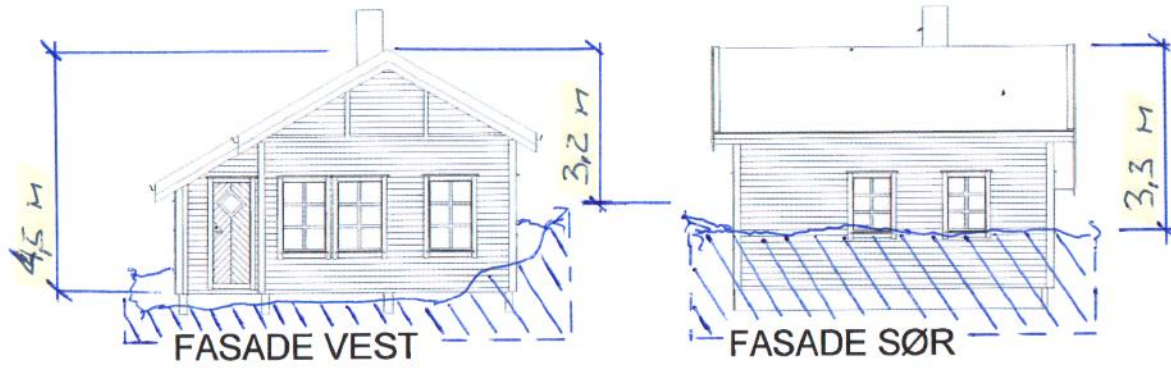 4,5 M
3,2 M
3,3 M
FASADE VEST
FASADE SØR